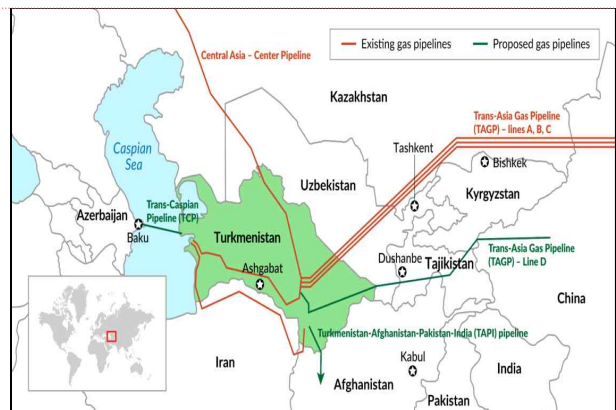 Existing gas pipelines
Proposed gas pipelines
Central Asia – Center Pipeline
Kazakhstan
Trans-Asia Gas Pipeline
(TAGP) – lines A, B, C
Tashkent
Bishkek
Caspian
Sea
Uzbekistan
Kyrgyzstan
Trans-Caspian
Pipeline (TCP)
Azerbaijan
Baku
Turkmenistan
Trans-Asia Gas Pipeline
(TAGP) – Line D
Dushanbe
Tajikistan
Ashgabat
China
Turkmenistan-Afghanistan-Pakistan-India (TAPI) pipeline
Iran
Kabul
India
Afghanistan
Pakistan